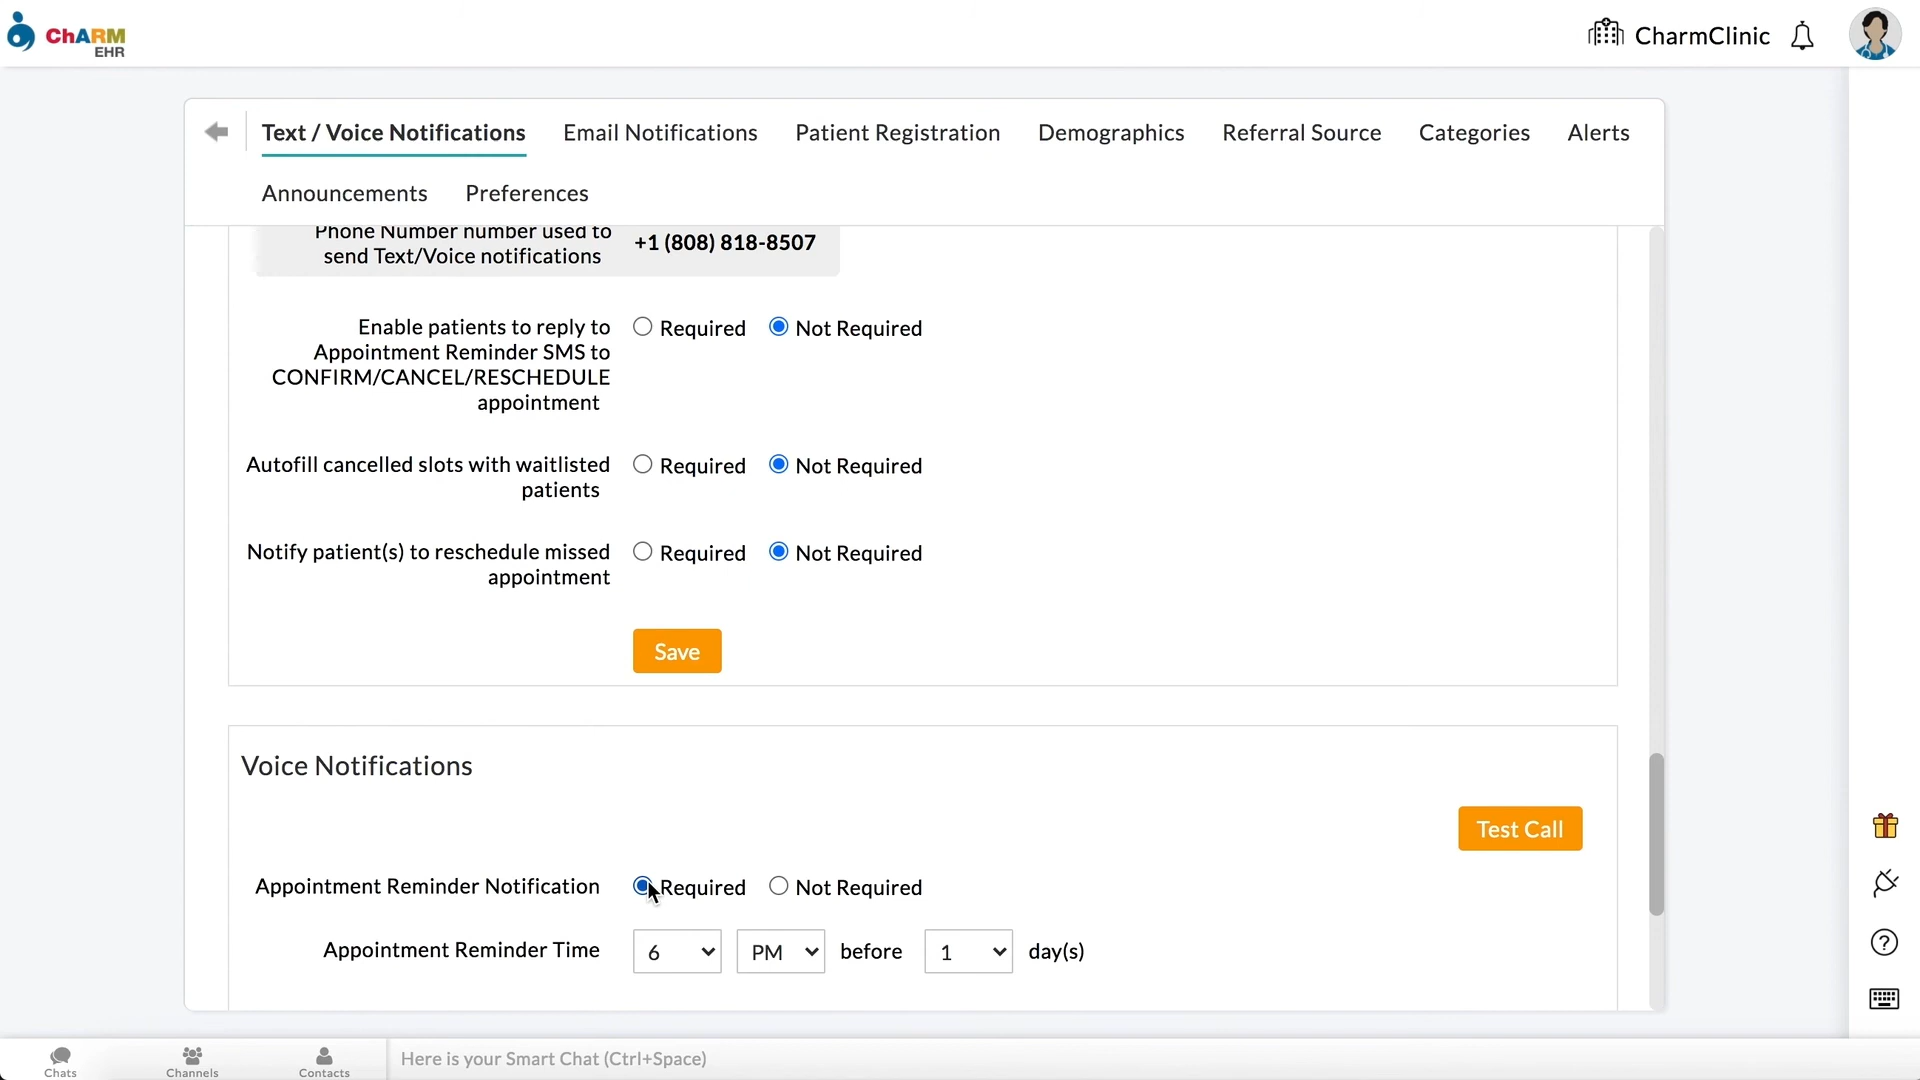 ChARM
EHR
CharmClinic
Text / Voice Notifications
Email Notifications
Patient Registration
Demographics
Referral Source
Categories
Alerts
Announcements
Preferences
Phone Number number used to
send Text/Voice notifications
+1 (808) 818-8507
Enable patients to reply to
Appointment Reminder SMS to
CONFIRM/CANCEL/RESCHEDULE
appointment
Required
Not Required
Autofill cancelled slots with waitlisted
patients
Required
Not Required
Notify patient(s) to reschedule missed
appointment
Required
Not Required
Save
Voice Notifications
Test Call
Appointment Reminder Notification
Required
Not Required
Appointment Reminder Time
6
PM
before
1
day(s)
Chats
Channels
Contacts
Here is your Smart Chat (Ctrl+Space)